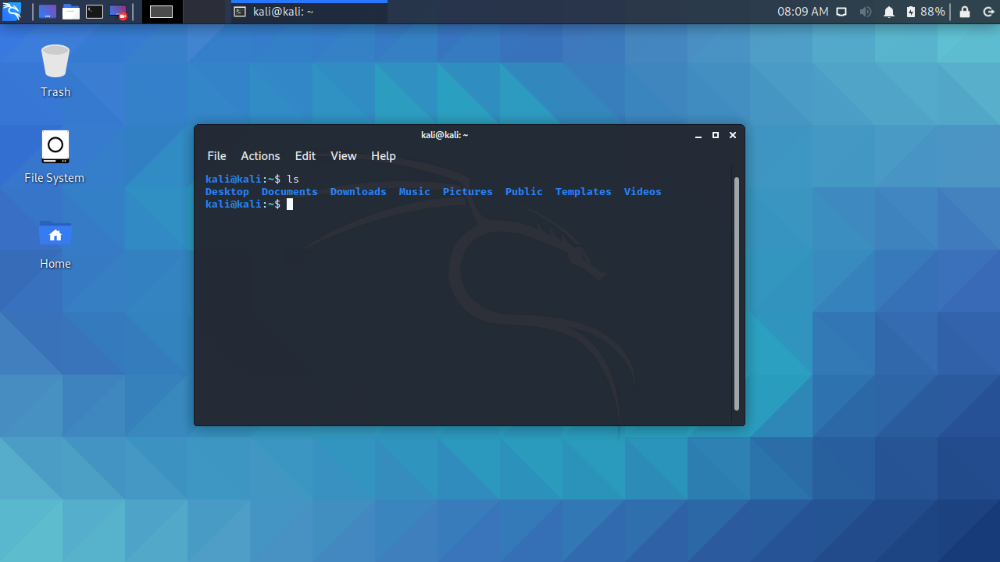 kali@kali: ~
08:09 AM
88%
Trash
File System
Home
kali@kali: ~
File Actions Edit View Help
kali@kali:~$ ls
Desktop Documents Downloads Music Pictures Public Templates Videos
kali@kali:~$